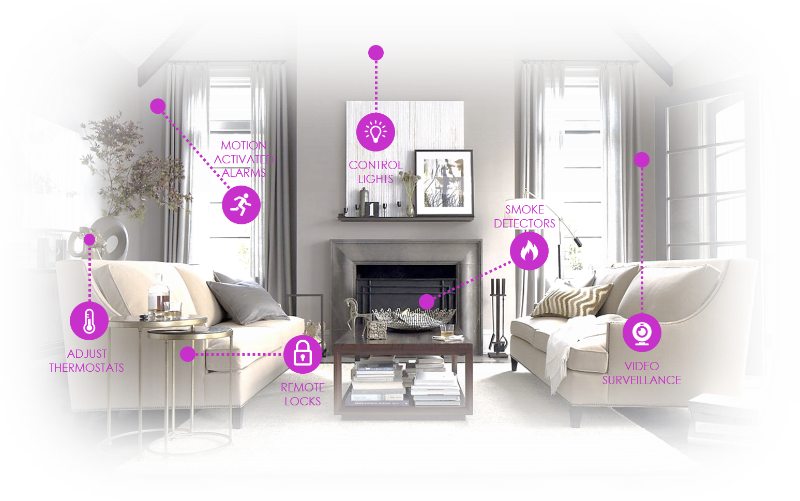 MOTION
ACTIVATED
ALARMS
CONTROL
LIGHTS
SMOKE
DETECTORS
ADJUST
THERMOSTATS
REMOTE
LOCKS
VIDEO
SURVEILLANCE